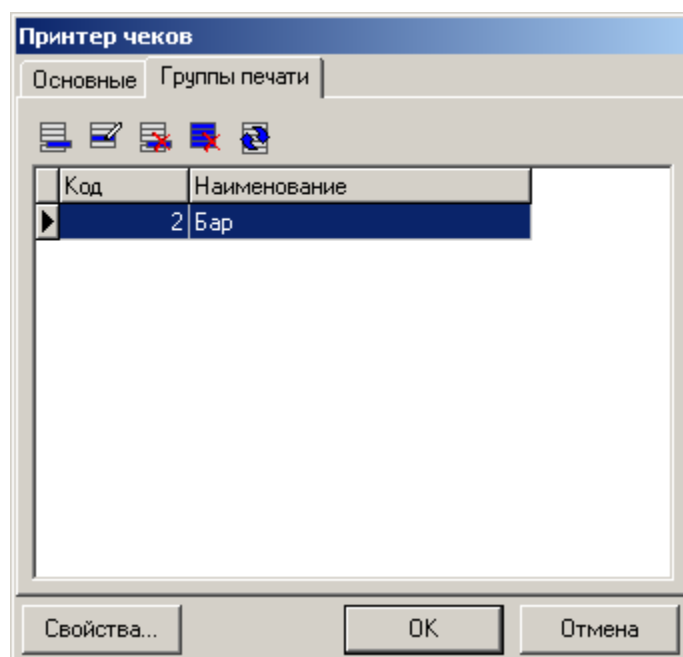 Принтер чеков
Основные Группы печати
Код Наименование
2 Бар
Свойства... OK Отмена